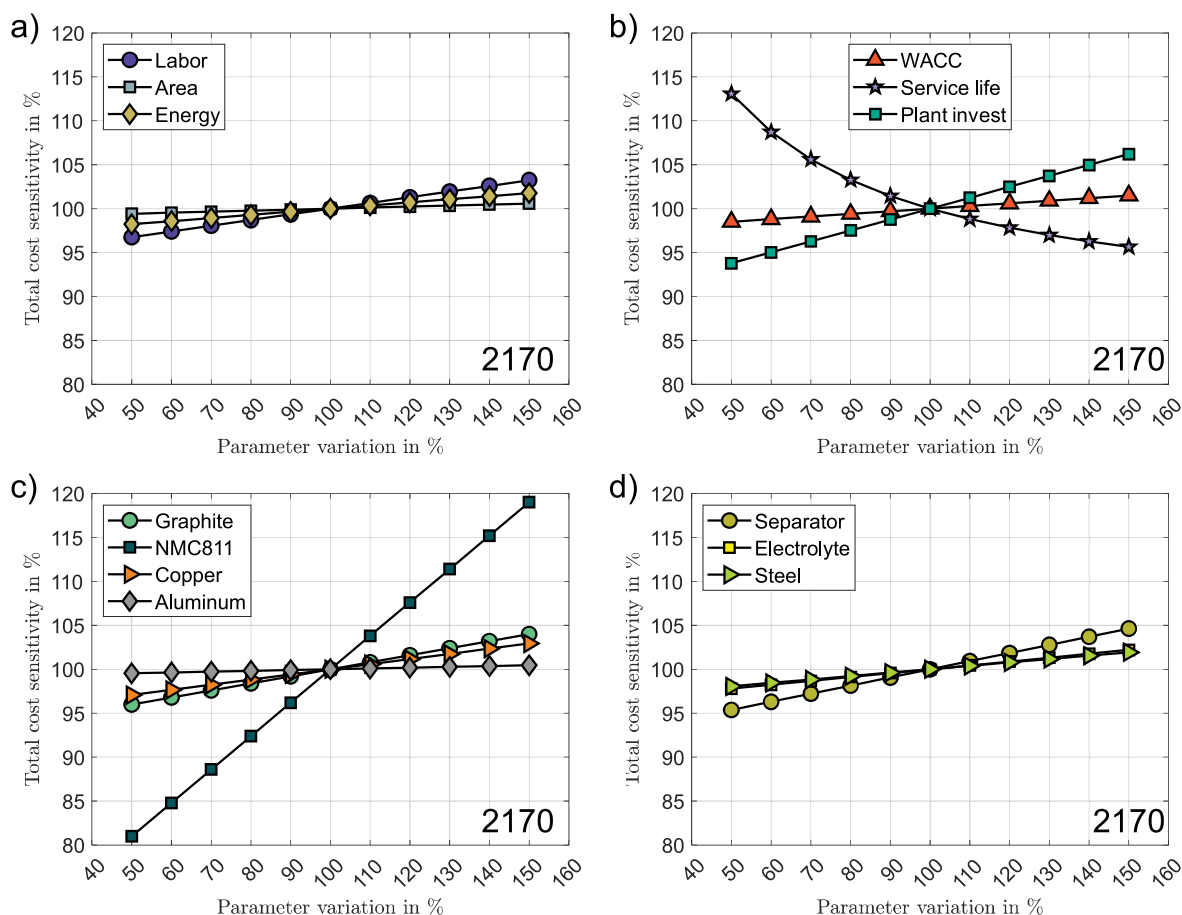 a)
120
115
110
105
100
95
90
85
80
Total cost sensitivity in %
Labor
Area
Energy
2170
40 50 60 70 80 90 100 110 120 130 140 150 160
Parameter variation in %
b)
120
115
110
105
100
95
90
85
80
Total cost sensitivity in %
WACC
Service life
Plant invest
2170
40 50 60 70 80 90 100 110 120 130 140 150 160
Parameter variation in %
c)
120
115
110
105
100
95
90
85
80
Total cost sensitivity in %
Graphite
NMC811
Copper
Aluminum
2170
40 50 60 70 80 90 100 110 120 130 140 150 160
Parameter variation in %
d)
120
115
110
105
100
95
90
85
80
Total cost sensitivity in %
Separator
Electrolyte
Steel
2170
40 50 60 70 80 90 100 110 120 130 140 150 160
Parameter variation in %